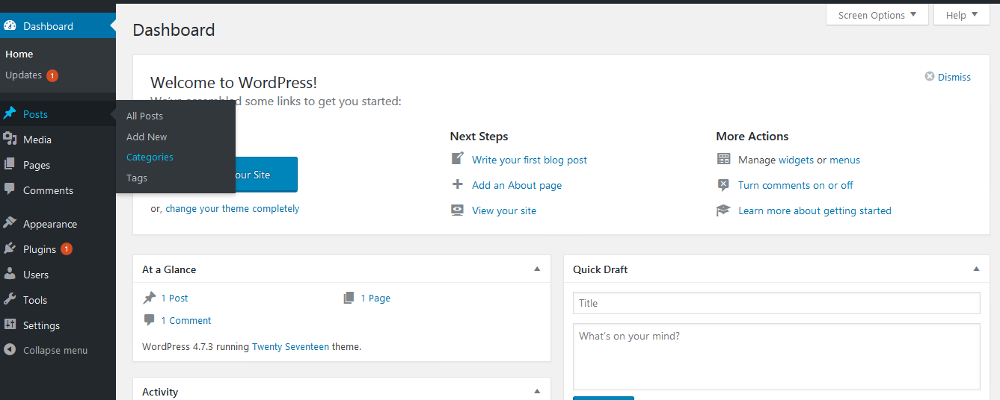 Dashboard
Home
Updates 1
Posts
Media
Pages
Comments
Appearance
Plugins 1
Users
Tools
Settings
Collapse menu
All Posts
Add New
Categories
Tags
Screen Options
Help
Dashboard
Welcome to WordPress!
Dismiss
some links to get you started:
our Site
or, change your theme completely
Next Steps
Write your first blog post
Add an About page
View your site
More Actions
Manage widgets or menus
Turn comments on or off
Learn more about getting started
At a Glance
1 Post
1 Page
1 Comment
WordPress 4.7.3 running Twenty Seventeen theme.
Activity
Quick Draft
Title
What's on your mind?